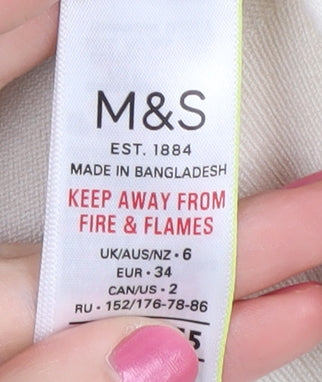 M&S
EST. 1884
MADE IN BANGLADESH
KEEP AWAY FROM
FIRE & FLAMES
UK/AUS/NZ • 6
EUR • 34
CAN/US • 2
RU • 152/176-78-86